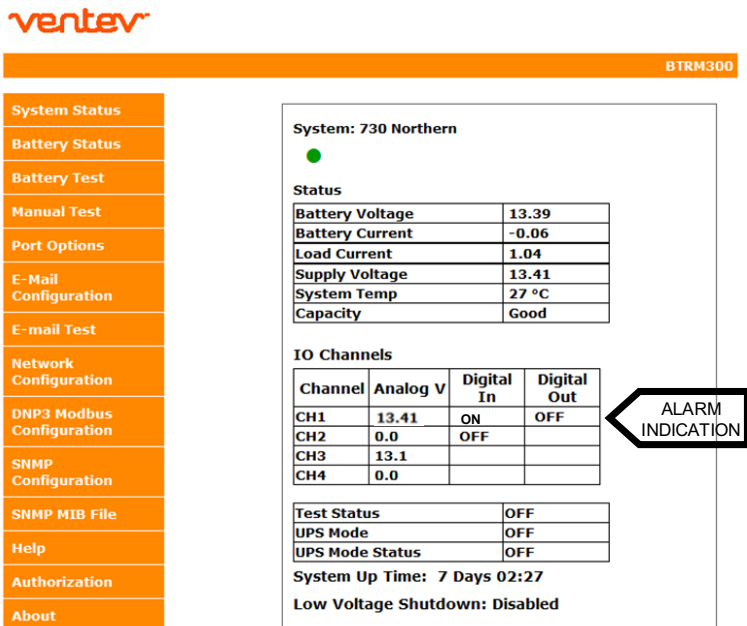 ventev
BTRM300
System Status
Battery Status
Battery Test
Manual Test
Port Options
E-Mail
Configuration
E-mail Test
Network
Configuration
DNP3 Modbus
Configuration
SNMP
Configuration
SNMP MIB File
Help
Authorization
About
System: 730 Northern
Status
Battery Voltage 13.39
Battery Current -0.06
Load Current 1.04
Supply Voltage 13.41
System Temp 27 °C
Capacity Good
IO Channels
Channel Analog V Digital In Digital Out
CH1 13.41 ON OFF
CH2 0.0 OFF
CH3 13.1
CH4 0.0
ALARM
INDICATION
Test Status OFF
UPS Mode OFF
UPS Mode Status OFF
System Up Time: 7 Days 02:27
Low Voltage Shutdown: Disabled